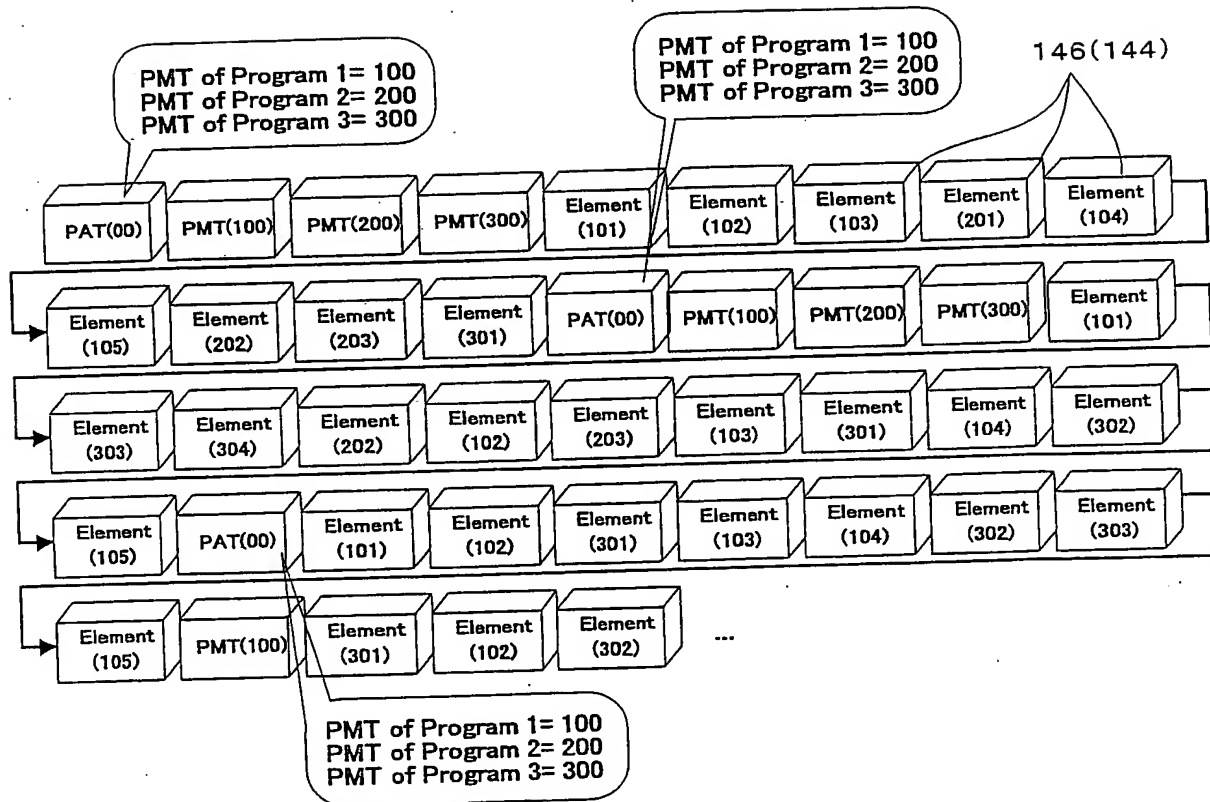 PMT of Program 1= 100
PMT of Program 2= 200
PMT of Program 3= 300
PMT of Program 1= 100
PMT of Program 2= 200
PMT of Program 3= 300
146(144)
PAT(00)
PMT(100)
PMT(200)
PMT(300)
Element
(101)
Element
(102)
Element
(103)
Element
(201)
Element
(104)
Element
(105)
Element
(202)
Element
(203)
Element
(301)
PAT(00)
PMT(100)
PMT(200)
PMT(300)
Element
(101)
Element
(303)
Element
(304)
Element
(202)
Element
(102)
Element
(203)
Element
(103)
Element
(301)
Element
(104)
Element
(302)
Element
(105)
PAT(00)
Element
(101)
Element
(102)
Element
(301)
Element
(103)
Element
(104)
Element
(302)
Element
(303)
Element
(105)
PMT(100)
Element
(301)
Element
(102)
Element
(302)
...
PMT of Program 1= 100
PMT of Program 2= 200
PMT of Program 3= 300